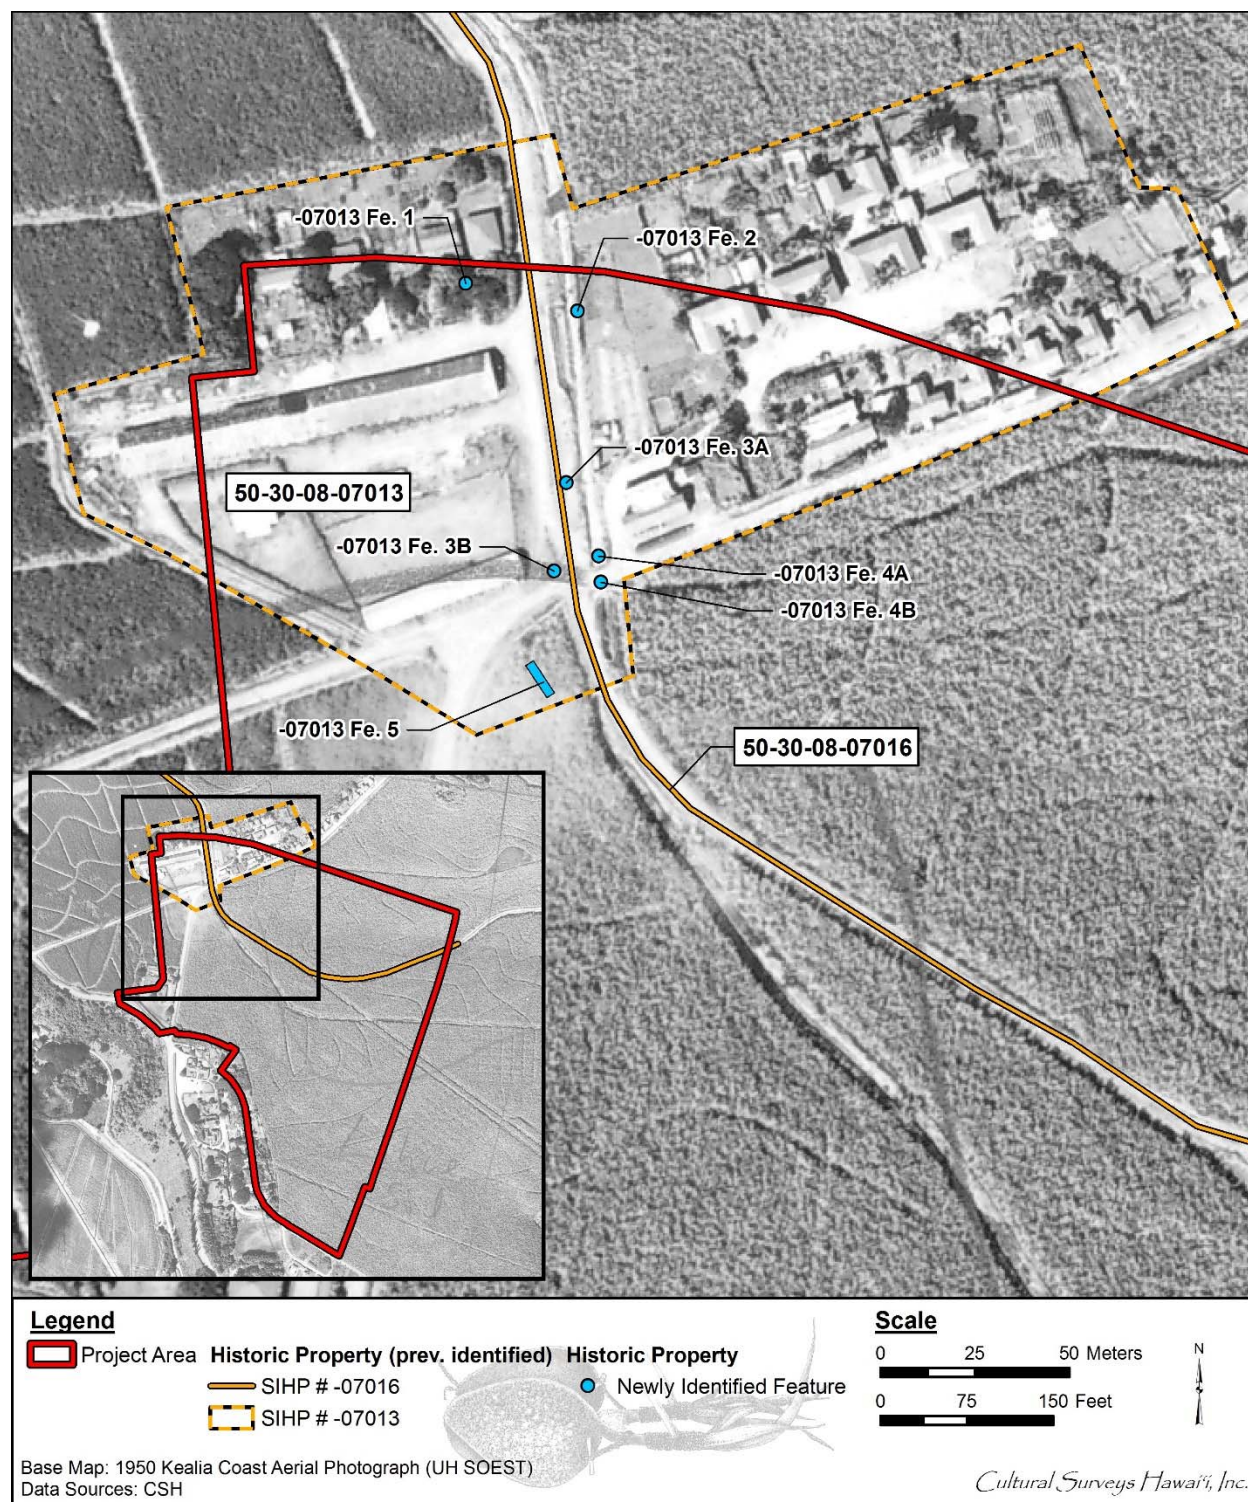 -07013 Fe. 1
-07013 Fe. 2
-07013 Fe. 3A
50-30-08-07013
-07013 Fe. 3B
-07013 Fe. 4A
-07013 Fe. 4B
-07013 Fe. 5
50-30-08-07016
Legend
Project Area
Historic Property (prev. identified)
SIHP # -07016
SIHP # -07013
Historic Property
Newly Identified Feature
Scale
0 25 50 Meters
0 75 150 Feet
N
Base Map: 1950 Kealia Coast Aerial Photograph (UH SOEST)
Data Sources: CSH
Cultural Surveys Hawaiʻi, Inc.